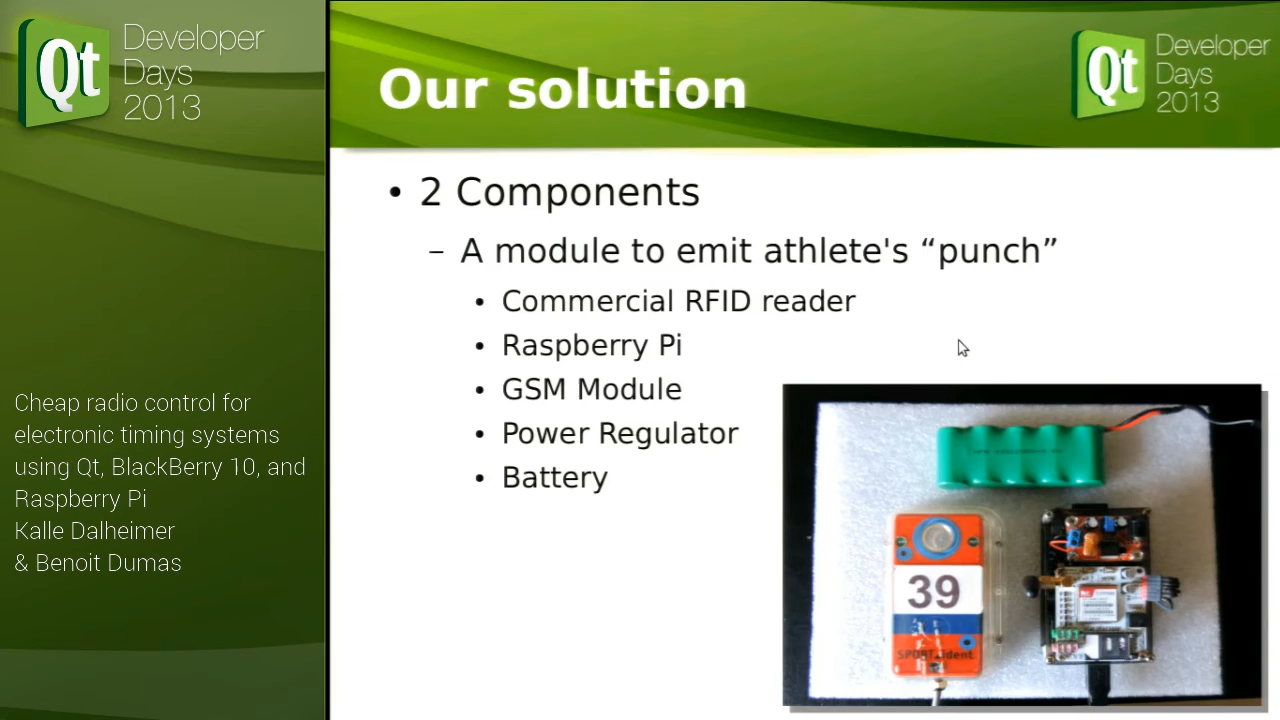 Qt Developer
Days
2013
Cheap radio control for
electronic timing systems
using Qt, BlackBerry 10, and
Raspberry Pi
Kalle Dalheimer
& Benoit Dumas
Our solution
Qt Developer
Days
2013
• 2 Components
– A module to emit athlete's “punch”
• Commercial RFID reader
• Raspberry Pi
• GSM Module
• Power Regulator
• Battery
39
SPORTident